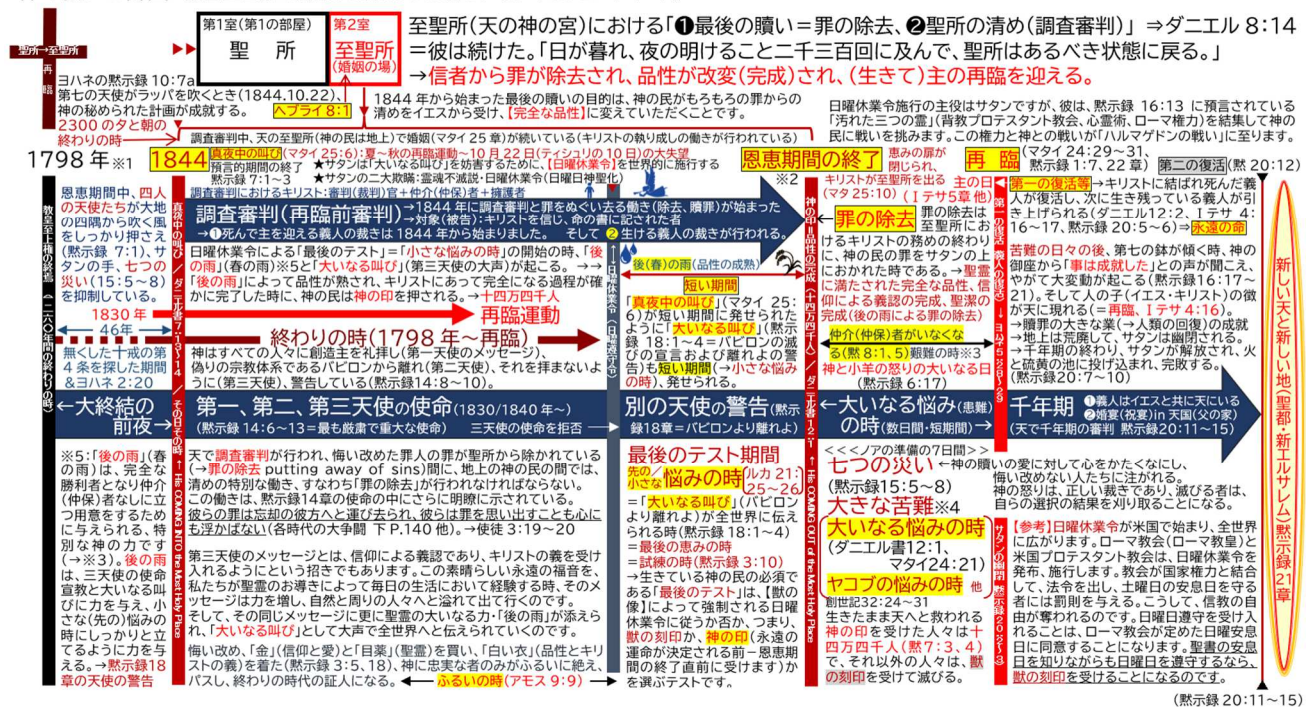 聖所→至聖所
再臨
第1室(第1の部屋)
聖 所
第2室
至聖所
(婚姻の場)
至聖所(天の神の宮)における「❶最後の贖い＝罪の除去、❷聖所の清め(調査審判)」 ⇒ダニエル 8:14
＝彼は続けた。「日が暮れ、夜の明けること二千三百回に及んで、聖所はあるべき状態に戻る。」
→信者から罪が除去され、品性が改変(完成)され、(生きて)主の再臨を迎える。
ヨハネの黙示録 10:7a
第七の天使がラッパを吹くとき(1844.10.22)、
神の秘められた計画が成就する。
ヘブライ 8:1
2300 の夕と朝の
終わりの時
1844 年から始まった最後の贖いの目的は、神の民がもろもろの罪からの
清めをイエスから受け、【完全な品性】に変えていただくことです。
調査審判中、天の至聖所(神の民は地上)で婚姻(マタイ 25 章)が続いている(キリストの執り成しの働きが行われている)
日曜休業令施行の主役はサタンですが、彼は、黙示録 16:13 に預言されている
「汚れた三つの霊」(背教プロテスタント教会、心霊術、ローマ権力)を結集して神の
民に戦いを挑みます。この権力と神との戦いが「ハルマゲドンの戦い」に至ります。
1798 年※1
1844
真夜中の叫び(マタイ 25:6):夏～秋の再臨運動～10 月 22 日(ティシュリの 10 日)の大失望
預言的期間の終了
黙示録 7:1～3
★サタンは「大いなる叫び」を妨害するために、【日曜休業令】を世界的に施行する
★サタンの二大欺瞞:霊魂不滅説・日曜休業令(日曜日神聖化)
恩恵期間の終了
※2
恵みの扉が
閉じられ、
再 臨
(マタイ 24:29～31、
黙示録 1:7、22 章)
第二の復活(黙 20:12)
キリストが至聖所を出る
(マタ 25:10)
主の日
(Ⅰテサ5章 他)
教皇至上権の終焉 (一二六〇年間の終わりの時)
恩恵期間中、四人
の天使たちが大地
の四隅から吹く風
をしっかり押さえ
(黙示録 7:1)、サ
タンの手、七つの
災い(15:5～8)
を抑制している。
1830 年
46年
無くした十戒の第
4 条を探した期間
＆ヨハネ 2:20
真夜中の叫び / ダニエル書7:13～14 / その日その時 ← His COMING INTO the Most Holy Place
調査審判におけるキリスト:審判(裁判)官＋仲介(仲保)者＋擁護者
調査審判(再臨前審判)
→1844 年に調査審判と罪をぬぐい去る働き(除去、贖罪)が始まった
→対象(被告):キリストを信じ、命の書に記された者
→❶死んで主を迎える義人の裁きは 1844 年から始まりました。 そして ❷生ける義人の裁きが行われる。
日曜休業令による「最後のテスト」＝「小さな悩みの時」の開始の時、「後
の雨」(春の雨)※5と「大いなる叫び」(第三天使の大声)が起こる。→→
「後の雨」によって品性が熟され、キリストにあって完全になる過程が確
かに完了した時に、神の民は神の印を押される。→十四万四千人
再臨運動
終わりの時(1798 年～再臨)
神はすべての人々に創造主を礼拝し(第一天使のメッセージ)、
偽りの宗教体系であるバビロンから離れ(第二天使)、それを拝まないよ
うに(第三天使)、警告している(黙示録14:8～10)。
後(春)の雨(品性の成熟)
短い期間
「真夜中の叫び」(マタイ 25:
6)が短い期間に発せられた
ように「大いなる叫び」(黙示
録 18:1～4＝バビロンの滅
びの宣言および離れよの警
告)も短い期間(→小さな悩み
の時)、発せられる。
神の印＝品性の完成 (十四万四千人) / ダニエル書12:1 ← His COMING OUT of the Most Holy Place
←罪の除去
罪の除去は
至聖所にお
けるキリストの務めの終わり
に、神の民の罪をサタンの上
におかれた時である。→聖霊
に満たされた完全な品性、信
仰による義認の完成、聖潔の
完成(後の雨による罪の除去)
仲介(仲保)者がいなくな
る(黙 8:1、5)艱難の時※3
神と小羊の怒りの大いなる日
(黙示録 6:17)
第一の復活等→キリストに結ばれ死んだ義
人が復活し、次に生き残っている義人が引
き上げられる(ダニエル12:2、Ⅰテサ 4:
16～17、黙示録 20:5～6)⇒永遠の命
苦難の日々の後、第七の鉢が傾く時、神の
御座から「事は成就した」との声が聞こえ、
やがて大変動が起こる(黙示録16:17～
21)。そして人の子(イエス・キリスト)の徴
が天に現れる(＝再臨、Ⅰテサ 4:16)。
→贖罪の大きな業(→人類の回復)の成就
→地上は荒廃して、サタンは幽閉される。
→千年期の終わり、サタンが解放され、火
と硫黄の池に投げ込まれ、完敗する。
(黙示録20:7～10)
新しい天と新しい地(聖都・新エルサレム)黙示録21章
←大終結の
前夜→
第一、第二、第三天使の使命(1830/1840 年～)
(黙示録 14:6～13＝最も厳粛で重大な使命) 三天使の使命を拒否
別の天使の警告(黙示
録18章＝バビロンより離れよ)
←大いなる悩み(患難)
の時(数日間・短期間)→
千年期
❶義人はイエスと共に天にいる
❷婚宴(祝宴)in 天国(父の家)
(天で千年期の審判 黙示録20:11～15)
※5:「後の雨」(春
の雨)は、完全な
勝利者となり仲介
(仲保)者なしに立
つ用意をするため
に与えられる、特
別な神の力です
(→※3)。後の雨
は、三天使の使命
宣教と大いなる叫
びに力を与え、小
さな(先の)悩みの
時にしっかりと立
てるように力を与
える。→黙示録18
章の天使の警告
天で調査審判が行われ、悔い改めた罪人の罪が聖所から除かれている
(→罪の除去 putting away of sins)間に、地上の神の民の間では、
清めの特別な働き、すなわち「罪の除去」が行われなければならない。
この働きは、黙示録14章の使命の中にさらに明瞭に示されている。
彼らの罪は忘却の彼方へと運び去られ、彼らは罪を思い出すことも心に
も浮かばない(各時代の大争闘 下 P.140 他)。→使徒 3:19～20
第三天使のメッセージとは、信仰による義認であり、キリストの義を受け
入れるようにという招きでもあります。この素晴らしい永遠の福音を、
私たちが聖霊のお導きによって毎日の生活において経験する時、そのメ
ッセージは力を増し、自然と周りの人々へと溢れて出て行くのです。
そして、その同じメッセージに更に聖霊の大いなる力・「後の雨」が添えら
れ、「大いなる叫び」として大声で全世界へと伝えられていくのです。
悔い改め、「金」(信仰と愛)と「目薬」(聖霊)を買い、「白い衣」(品性とキリ
ストの義)を着た(黙示録 3:5、18)、神に忠実な者のみがふるいに絶え、
パスし、終わりの時代の証人になる。
ふるいの時(アモス 9:9)
最後のテスト期間
先の/
小さな
悩みの時
ルカ 21:
25～26
＝「大いなる叫び」(バビロン
より離れよ)が全世界に伝え
られる時(黙示録 18:1～4)
＝最後の恵みの時
＝試練の時(黙示録 3:10)
→生きている神の民の必須で
ある「最後のテスト」は、【獣の
像】によって強制される日曜
休業令に従うか否か、つまり、
獣の刻印か、神の印(永遠の
運命が決定される前－恩恵期
間の終了直前に受けます)か
を選ぶテストです。
<<<ノアの準備の7日間>>>
七つの災い
(黙示録15:5～8)
←神の贖いの愛に対して心をかたくなにし、
悔い改めない人たちに注がれる。
神の怒りは、正しい裁きであり、滅びる者は、
自らの選択の結果を刈り取ることになる。
大きな苦難※4
大いなる悩みの時
(ダニエル書12:1、
マタイ24:21)
ヤコブの悩みの時 他
創世記32:24～31
生きたまま天へと救われる
神の印を受けた人々は十
四万四千人(黙7:3、4)
で、それ以外の人々は、獣
の刻印を受けて滅びる。
【参考】日曜休業令が米国で始まり、全世界
に広がります。ローマ教会(ローマ教皇)と
米国プロテスタント教会は、日曜休業令を
発布、施行します。教会が国家権力と結合
して、法令を出し、土曜日の安息日を守る
者には罰則を与える。こうして、信教の自
由が奪われるのです。日曜日遵守を受け入
れることは、ローマ教会が定めた日曜安息
日に同意することになります。聖書の安息
日を知りながらも日曜日を遵守するなら、
獣の刻印を受けることになるのです。
(黙示録 20:11～15)